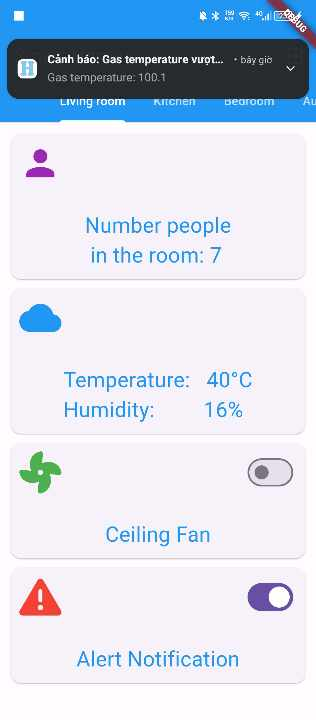 DEBUG
Cảnh báo: Gas temperature vượt... • bây giờ
Gas temperature: 100.1
Living room Kitchen Bedroom Au
Number people
in the room: 7
Temperature: 40°C
Humidity: 16%
Ceiling Fan
Alert Notification